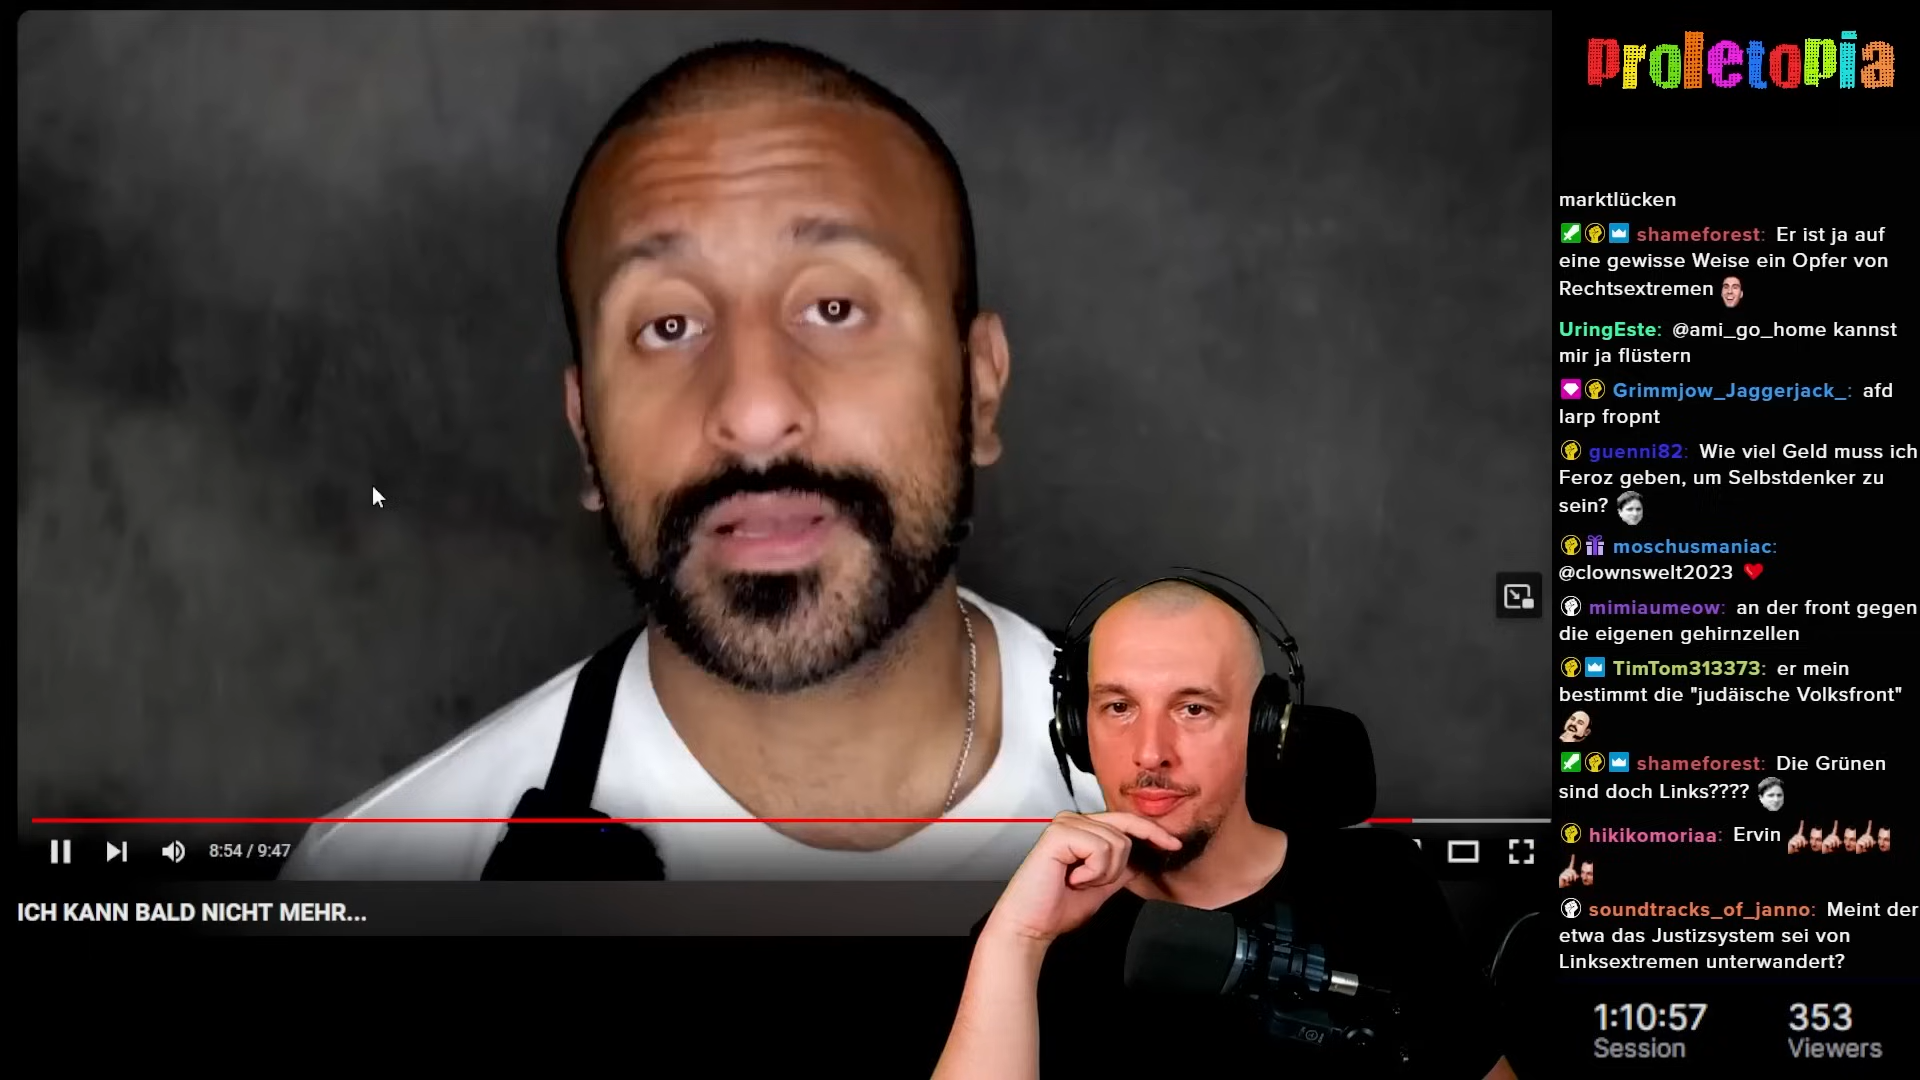 Proletopia
marktlücken
shameforest: Er ist ja auf
eine gewisse Weise ein Opfer von
Rechtsextremen
UringEste: @ami_go_home kannst
mir ja flüstern
Grimmjow_Jaggerjack_: afd
larp fropnt
guenni82: Wie viel Geld muss ich
Feroz geben, um Selbstdenker zu
sein?
moschusmaniac:
@clownswelt2023
mimiaumeow: an der front gegen
die eigenen gehirnzellen
TimTom313373: er mein
bestimmt die "judäische Volksfront"
shameforest: Die Grünen
sind doch Links????
hikikomoriaa: Ervin
soundtracks_of_janno: Meint der
etwa das Justizsystem sei von
Linksextremen unterwandert?
8:54 / 9:47
ICH KANN BALD NICHT MEHR...
1:10:57
Session
353
Viewers